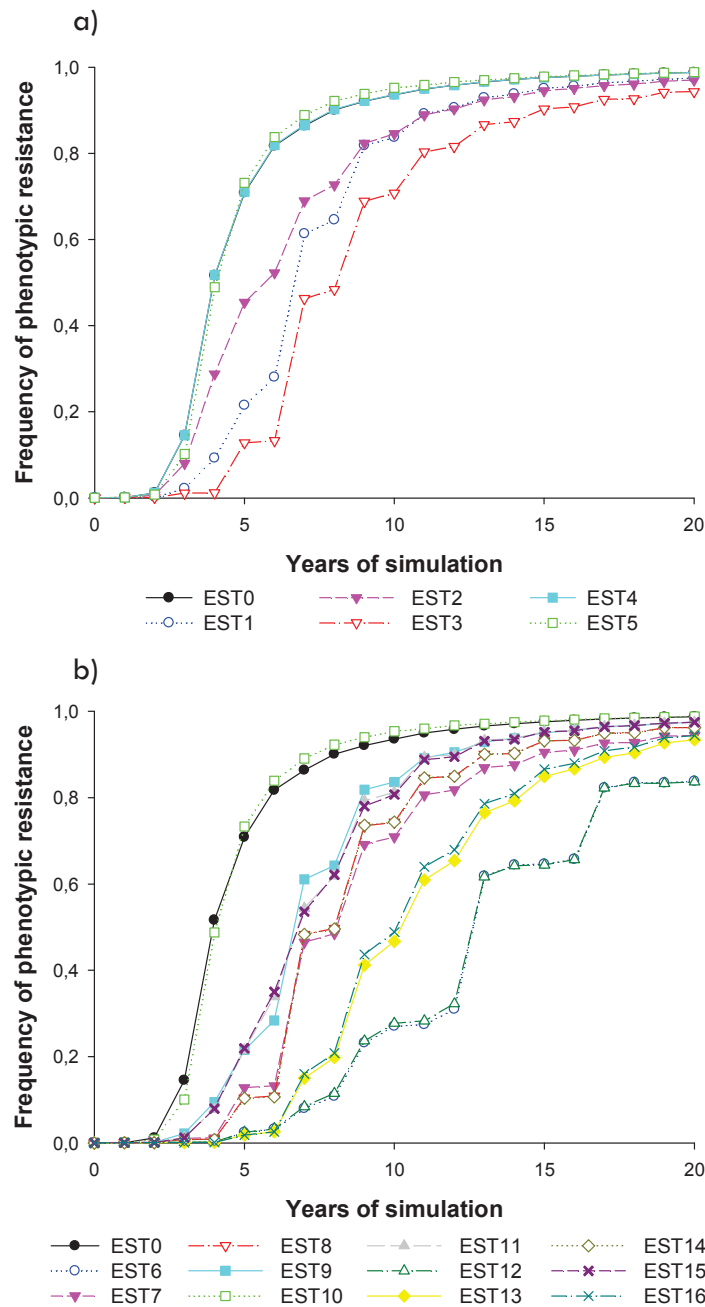 a)
Frequency of phenotypic resistance
1,0
0,8
0,6
0,4
0,2
0,0
0 5 10 15 20
Years of simulation
EST0 EST2 EST4
EST1 EST3 EST5
b)
Frequency of phenotypic resistance
1,0
0,8
0,6
0,4
0,2
0,0
0 5 10 15 20
Years of simulation
EST0 EST8 EST11 EST14
EST6 EST9 EST12 EST15
EST7 EST10 EST13 EST16